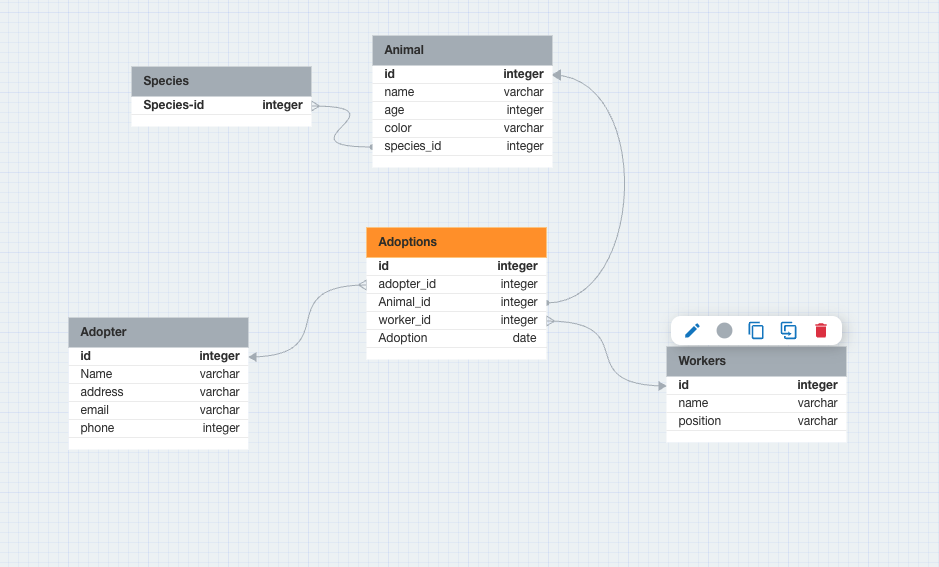 Animal
id integer
name varchar
age integer
color varchar
species_id integer
Species
Species-id integer
Adoptions
id integer
adopter_id integer
Animal_id integer
worker_id integer
Adoption date
Adopter
id integer
Name varchar
address varchar
email varchar
phone integer
Workers
id integer
name varchar
position varchar